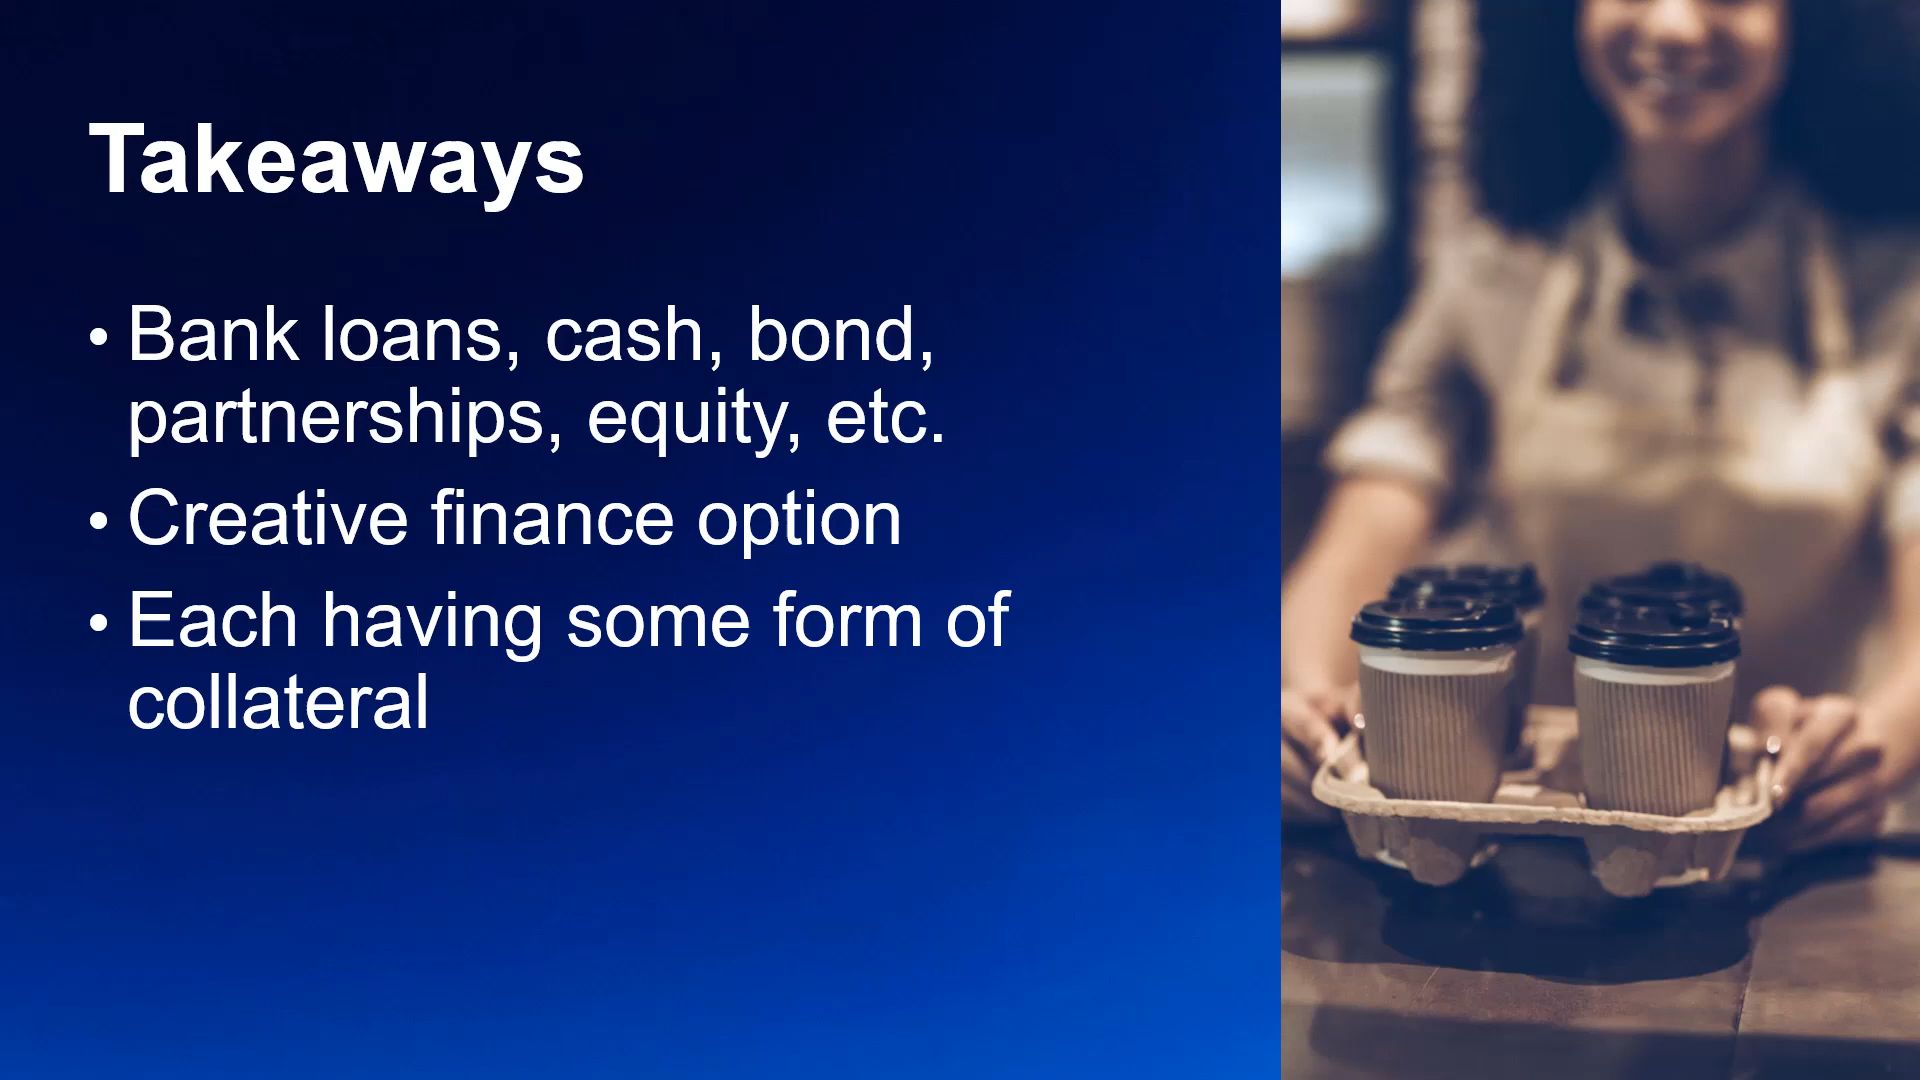 Takeaways
• Bank loans, cash, bond,
partnerships, equity, etc.
• Creative finance option
• Each having some form of
collateral